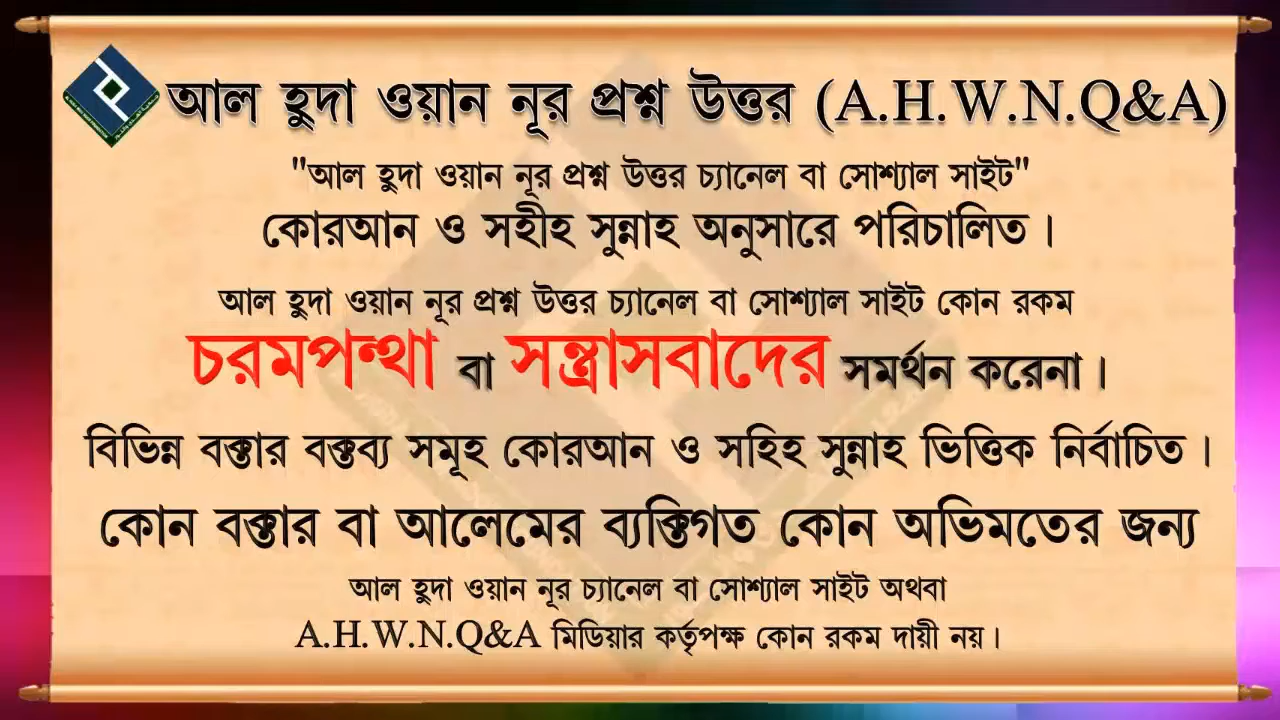 আল হুদা ওয়ান নূর প্রশ্ন উত্তর (A.H.W.N.Q&A)
"আল হুদা ওয়ান নূর প্রশ্ন উত্তর চ্যানেল বা সোশ্যাল সাইট"
কোরআন ও সহীহ সুন্নাহ অনুসারে পরিচালিত।
আল হুদা ওয়ান নূর প্রশ্ন উত্তর চ্যানেল বা সোশ্যাল সাইট কোন রকম
চরমপন্থা বা সন্ত্রাসবাদের সমর্থন করেনা।
বিভিন্ন বক্তার বক্তব্য সমূহ কোরআন ও সহিহ সুন্নাহ ভিত্তিক নির্বাচিত।
কোন বক্তার বা আলেমের ব্যক্তিগত কোন অভিমতের জন্য
আল হুদা ওয়ান নূর চ্যানেল বা সোশ্যাল সাইট অথবা
A.H.W.N.Q&A মিডিয়ার কর্তৃপক্ষ কোন রকম দায়ী নয়।